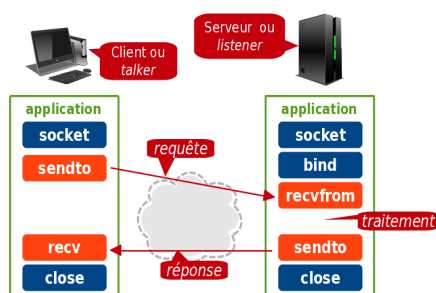 Client ou
talker
Serveur ou
listener
application
socket
sendto
recv
close
requête
réponse
application
socket
bind
recvfrom
traitement
sendto
close